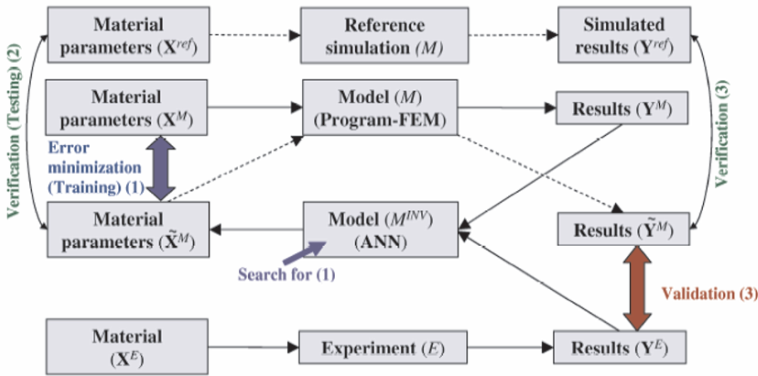 Material
parameters (X^ref)
Reference
simulation (M)
Simulated
results (Y^ref)
Verification (Testing) (2)
Verification (3)
Material
parameters (X^M)
Model (M)
(Program-FEM)
Results (Y^M)
Error
minimization
(Training) (1)
Material
parameters (X̃^M)
Model (M^INV)
(ANN)
Results (Ỹ^M)
Search for (1)
Validation (3)
Material
(X^E)
Experiment (E)
Results (Y^E)